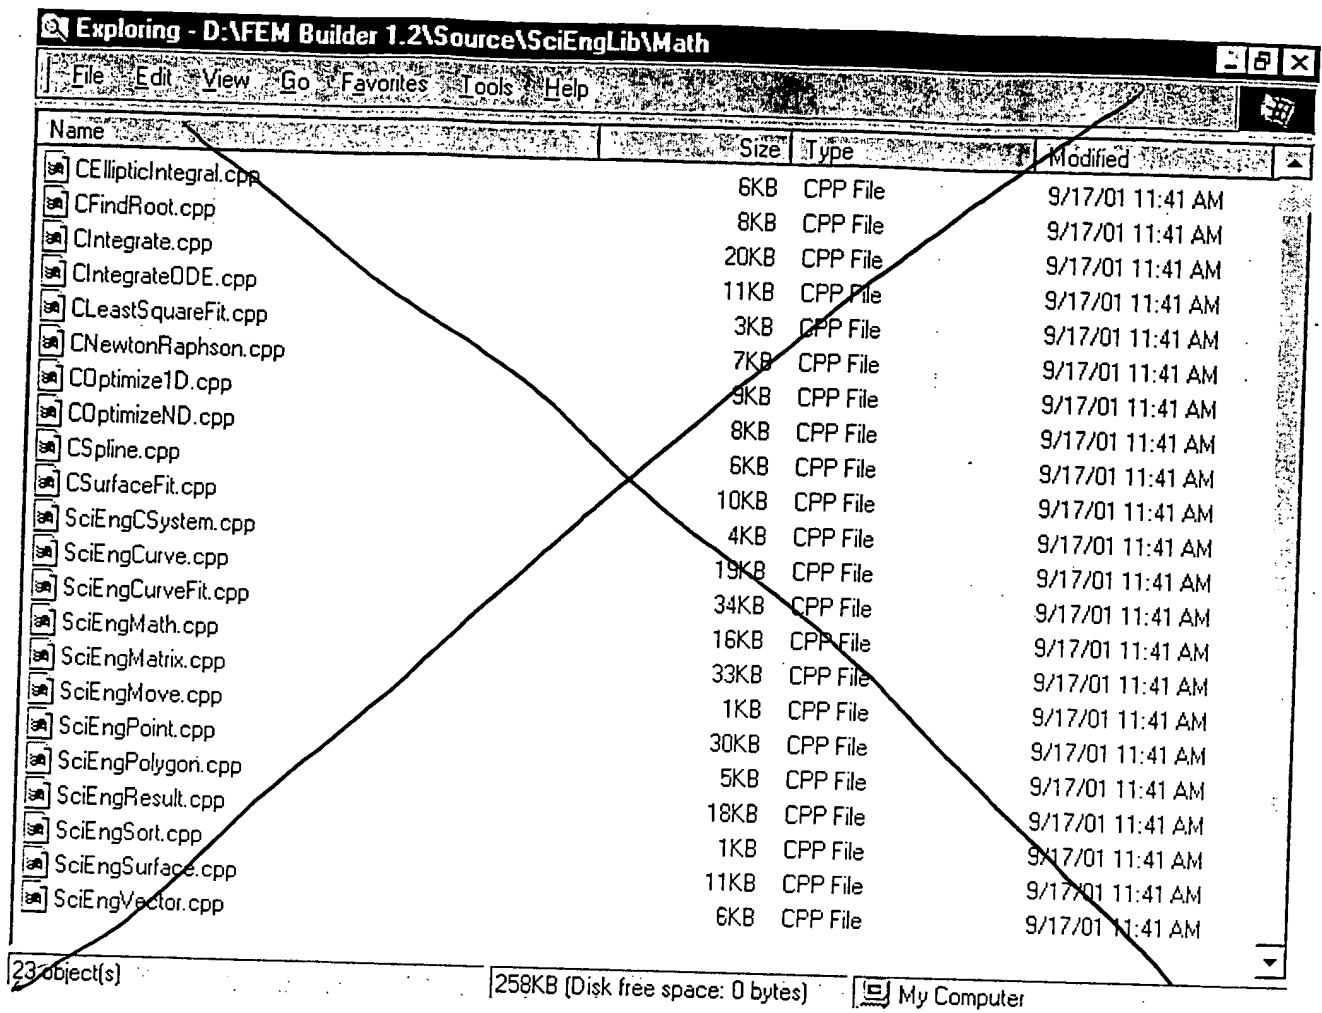 Exploring - D:\FEM Builder 1.2\Source\SciEngLib\Math
File Edit View Go Favorites Tools Help
Name Size Type Modified
CEllipticIntegral.cpp 6KB CPP File 9/17/01 11:41 AM
CFindRoot.cpp 8KB CPP File 9/17/01 11:41 AM
CIntegrate.cpp 20KB CPP File 9/17/01 11:41 AM
CIntegrateODE.cpp 11KB CPP File 9/17/01 11:41 AM
CLeastSquareFit.cpp 3KB CPP File 9/17/01 11:41 AM
CNewtonRaphson.cpp 7KB CPP File 9/17/01 11:41 AM
COptimize1D.cpp 9KB CPP File 9/17/01 11:41 AM
COptimizeND.cpp 8KB CPP File 9/17/01 11:41 AM
CSpline.cpp 6KB CPP File 9/17/01 11:41 AM
CSurfaceFit.cpp 10KB CPP File 9/17/01 11:41 AM
SciEngCSystem.cpp 4KB CPP File 9/17/01 11:41 AM
SciEngCurve.cpp 19KB CPP File 9/17/01 11:41 AM
SciEngCurveFit.cpp 34KB CPP File 9/17/01 11:41 AM
SciEngMath.cpp 16KB CPP File 9/17/01 11:41 AM
SciEngMatrix.cpp 33KB CPP File 9/17/01 11:41 AM
SciEngMove.cpp 1KB CPP File 9/17/01 11:41 AM
SciEngPoint.cpp 30KB CPP File 9/17/01 11:41 AM
SciEngPolygon.cpp 5KB CPP File 9/17/01 11:41 AM
SciEngResult.cpp 18KB CPP File 9/17/01 11:41 AM
SciEngSort.cpp 1KB CPP File 9/17/01 11:41 AM
SciEngSurface.cpp 11KB CPP File 9/17/01 11:41 AM
SciEngVector.cpp 6KB CPP File 9/17/01 11:41 AM
23 object(s) 258KB (Disk free space: 0 bytes) My Computer